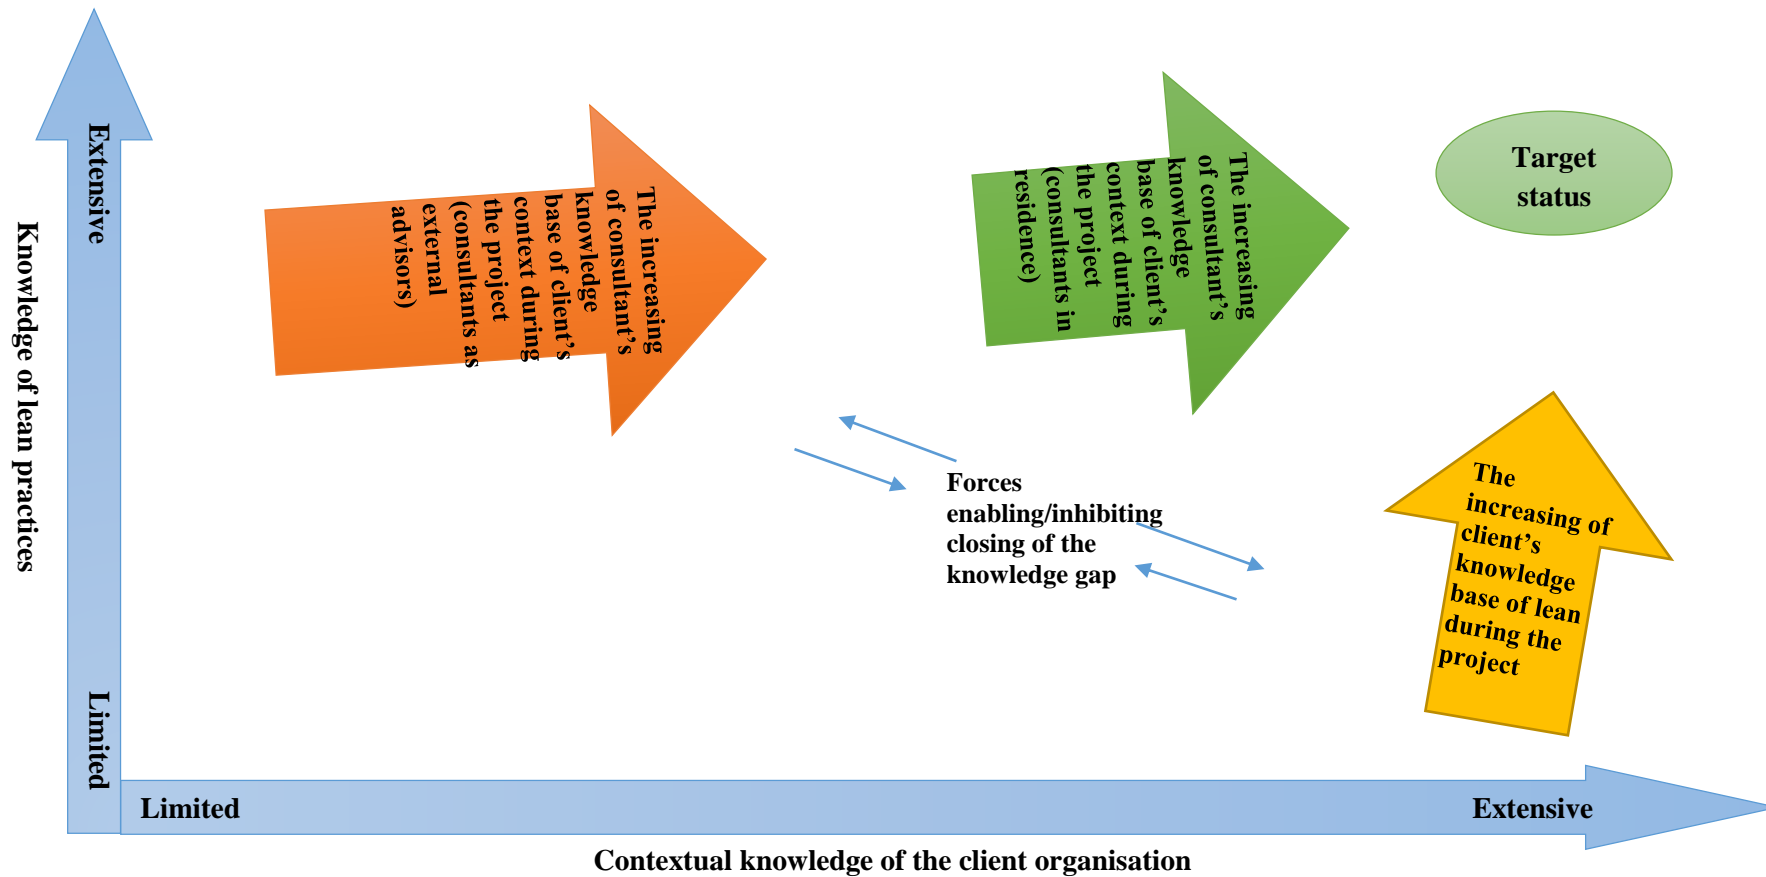 Extensive
Limited
Knowledge of lean practices
The increasing
of consultant’s
knowledge
base of client’s
context during
the project
(consultants as
external
advisors)
The increasing
of consultant’s
knowledge
base of client’s
context during
the project
(consultants in
residence)
Target
status
Forces
enabling/inhibiting
closing of the
knowledge gap
The
increasing of
client’s
knowledge
base of lean
during the
project
Limited
Extensive
Contextual knowledge of the client organisation